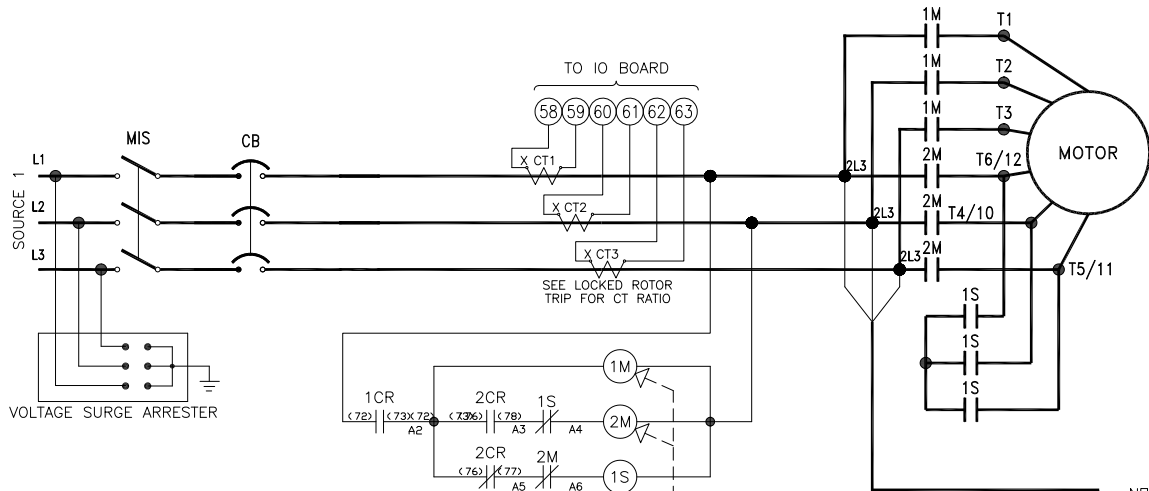 1M
T1
1M
T2
1M
T3
TO IO BOARD
58 59 60 61 62 63
MOTOR
MIS
CB
L1
X CT1
2L3
2M
T6/12
SOURCE 1
L2
X CT2
2L3
2M
T4/10
L3
X CT3
2L3
2M
T5/11
SEE LOCKED ROTOR
TRIP FOR CT RATIO
1S
1S
1S
VOLTAGE SURGE ARRESTER
1M
1CR
2CR
1S
(72)
(73X72)
(78)
2M
A2
A3
A4
2CR
2M
(76)
(77)
1S
A5
A6